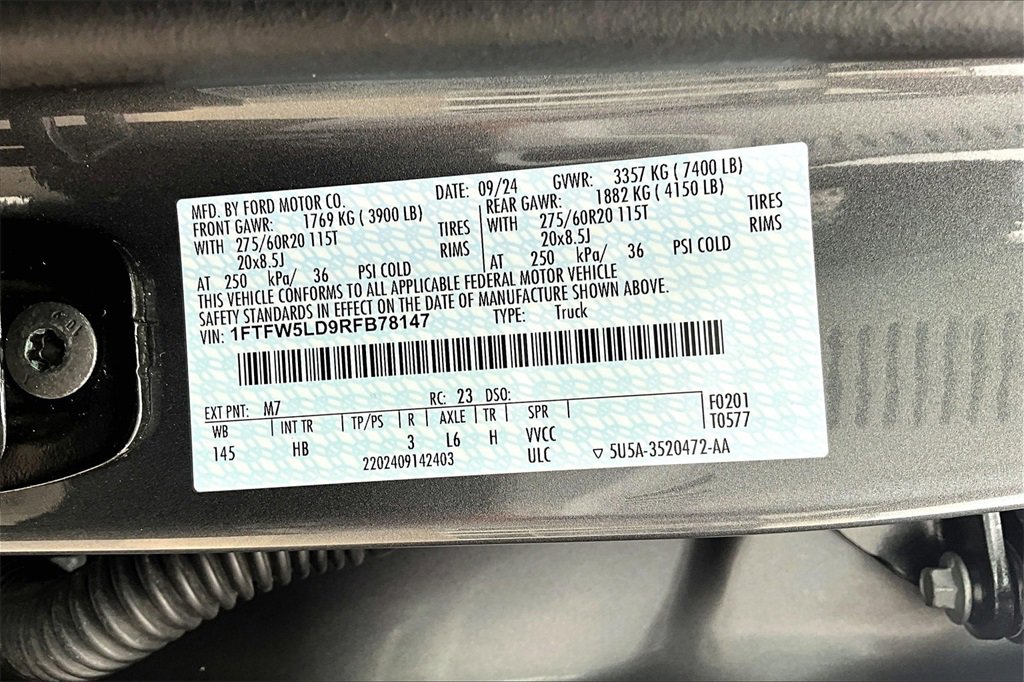 MFD. BY FORD MOTOR CO. DATE: 09/24 GVWR: 3357 KG ( 7400 LB)
FRONT GAWR: 1769 KG ( 3900 LB) REAR GAWR: 1882 KG ( 4150 LB)
WITH 275/60R20 115T TIRES WITH 275/60R20 115T TIRES
20x8.5J RIMS 20x8.5J RIMS
AT 250 kPa/ 36 PSI COLD AT 250 kPa/ 36 PSI COLD
THIS VEHICLE CONFORMS TO ALL APPLICABLE FEDERAL MOTOR VEHICLE
SAFETY STANDARDS IN EFFECT ON THE DATE OF MANUFACTURE SHOWN ABOVE.
VIN: 1FTFW5LD9RFB78147 TYPE: Truck
EXT PNT: M7 RC: 23 DSO: F0201
WB INT TR TP/PS R AXLE TR SPR T0577
145 HB 3 L6 H VVCC
2202409142403 ULC ▽ 5U5A-3520472-AA